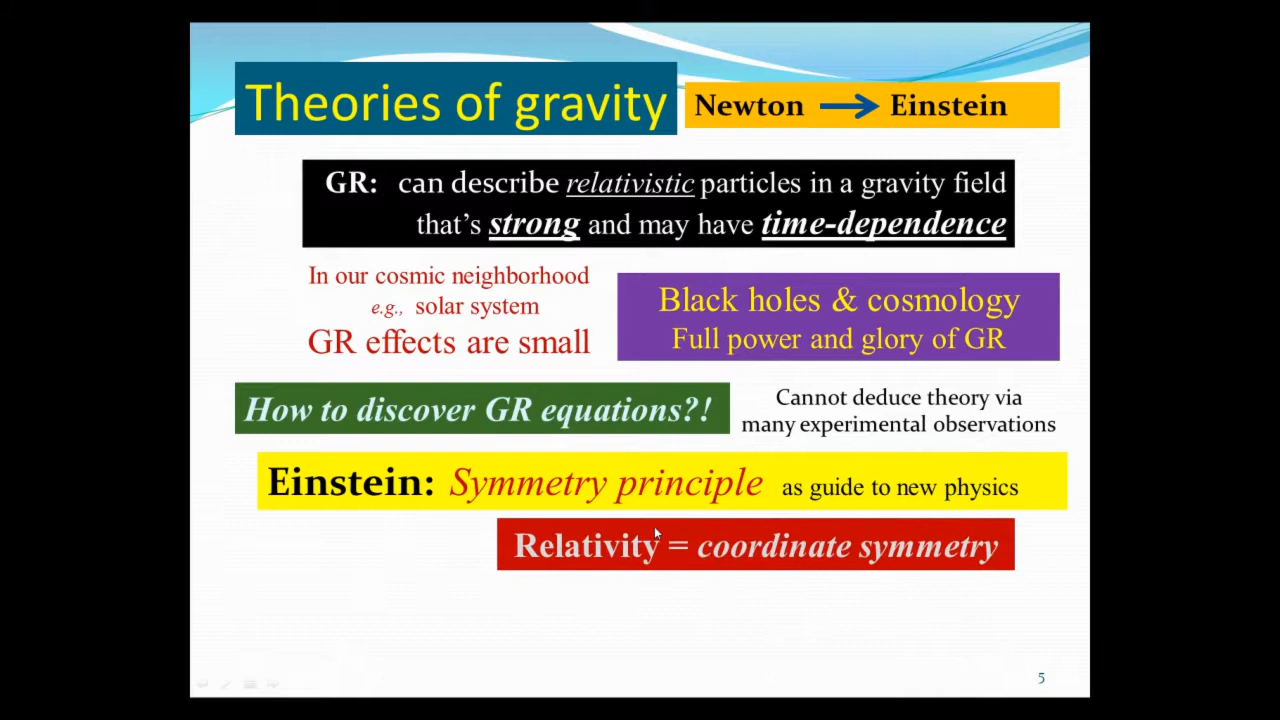 Theories of gravity
Newton → Einstein
GR: can describe relativistic particles in a gravity field
that's strong and may have time-dependence
In our cosmic neighborhood
e.g., solar system
GR effects are small
Black holes & cosmology
Full power and glory of GR
How to discover GR equations?!
Cannot deduce theory via
many experimental observations
Einstein: Symmetry principle as guide to new physics
Relativity = coordinate symmetry
5